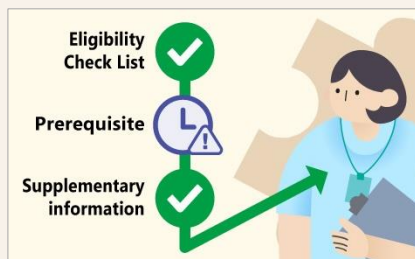 Eligibility
Check List
Prerequisite
Supplementary
information